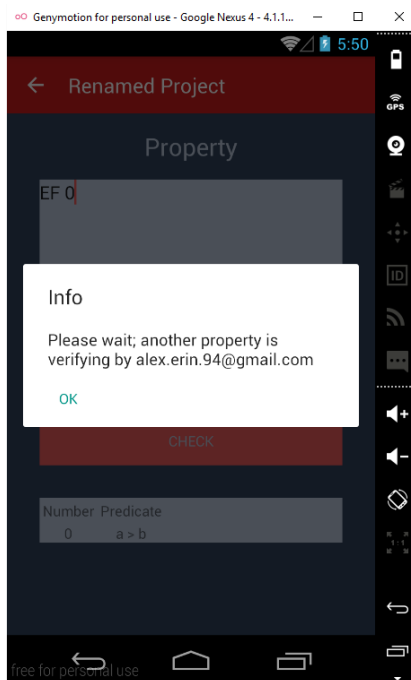 Genymotion for personal use - Google Nexus 4 - 4.1.1...
5:50
Renamed Project
GPS
Property
EF 0
ID
Info
Please wait; another property is
verifying by alex.erin.94@gmail.com
OK
CHECK
Number Predicate
0 a > b
1:1
free for personal use